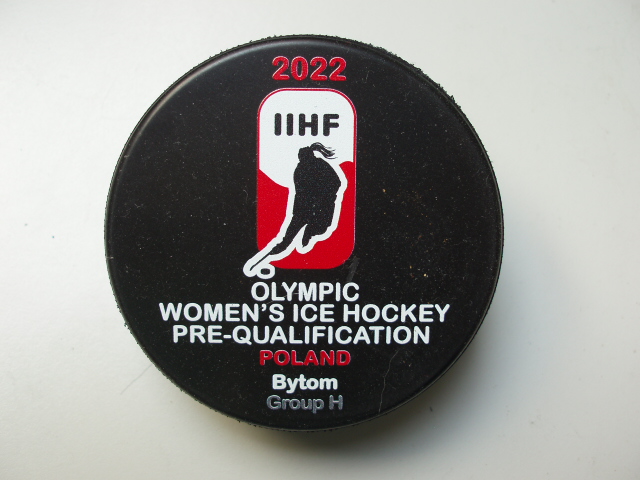 2022
IIHF
OLYMPIC
WOMEN'S ICE HOCKEY
PRE-QUALIFICATION
POLAND
Bytom
Group H